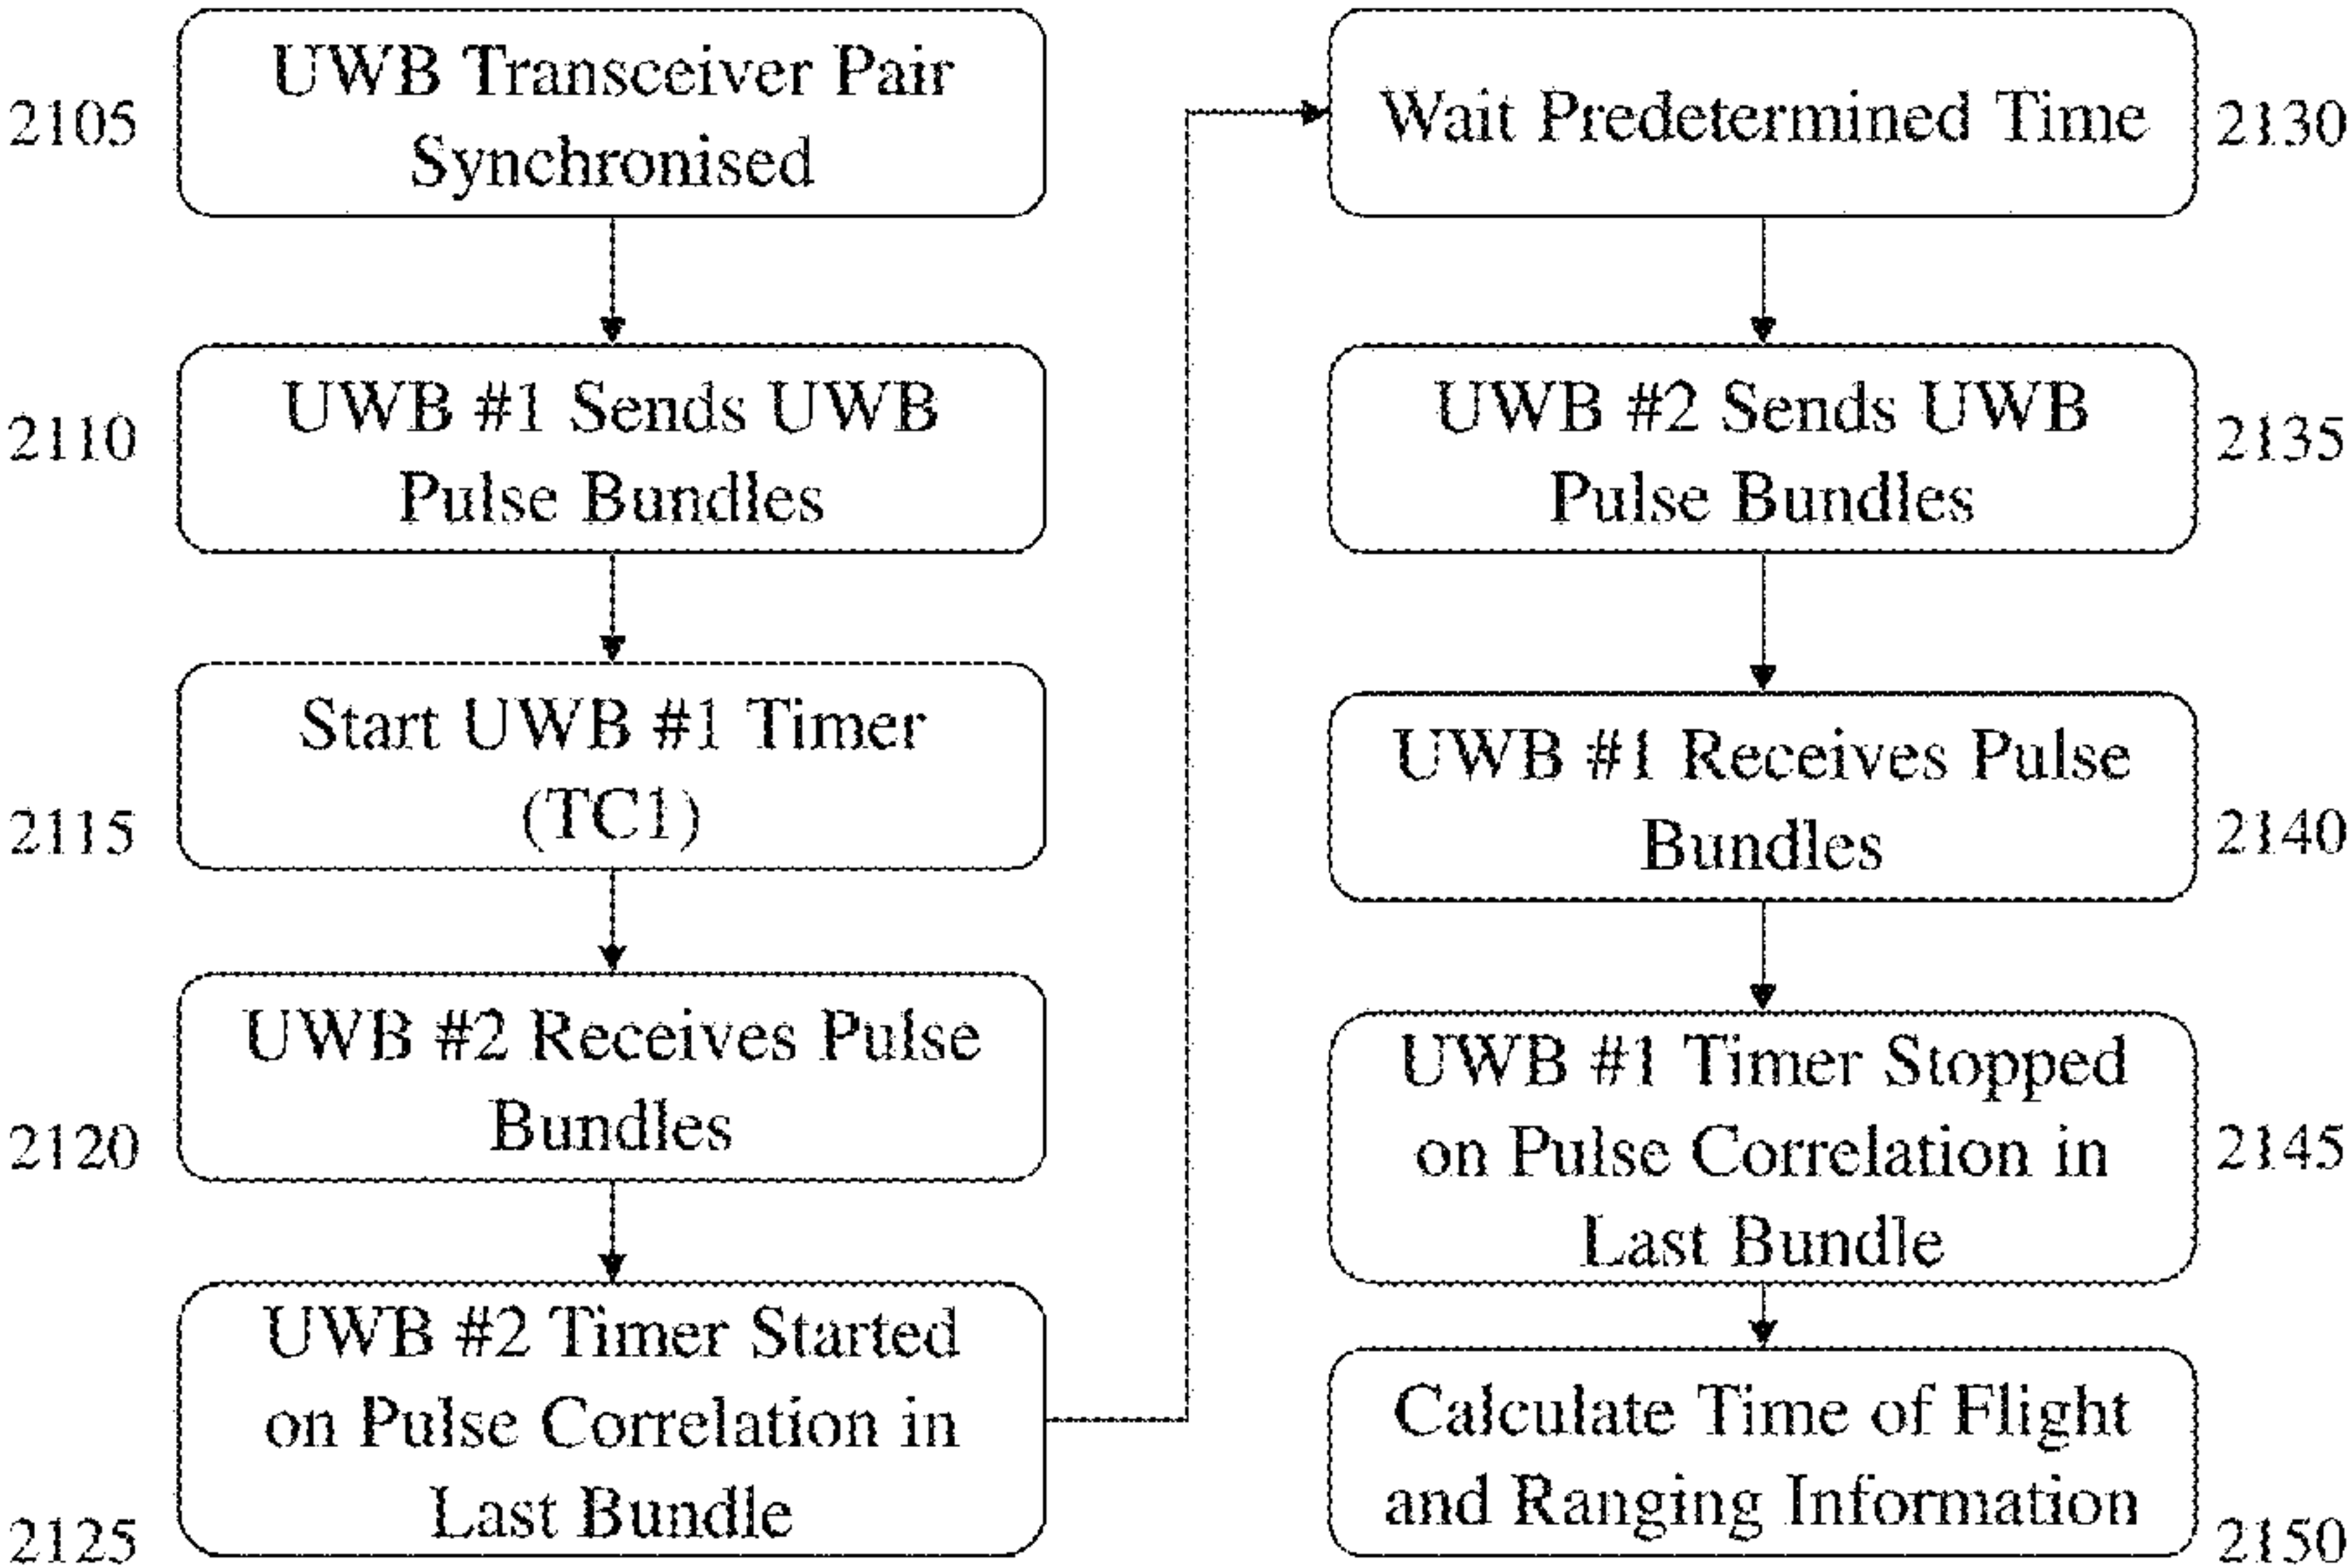 2105
UWB Transceiver Pair
Synchronised
2110
UWB #1 Sends UWB
Pulse Bundles
2115
Start UWB #1 Timer
(TC1)
2120
UWB #2 Receives Pulse
Bundles
2125
UWB #2 Timer Started
on Pulse Correlation in
Last Bundle
Wait Predetermined Time
2130
UWB #2 Sends UWB
Pulse Bundles
2135
UWB #1 Receives Pulse
Bundles
2140
UWB #1 Timer Stopped
on Pulse Correlation in
Last Bundle
2145
Calculate Time of Flight
and Ranging Information
2150